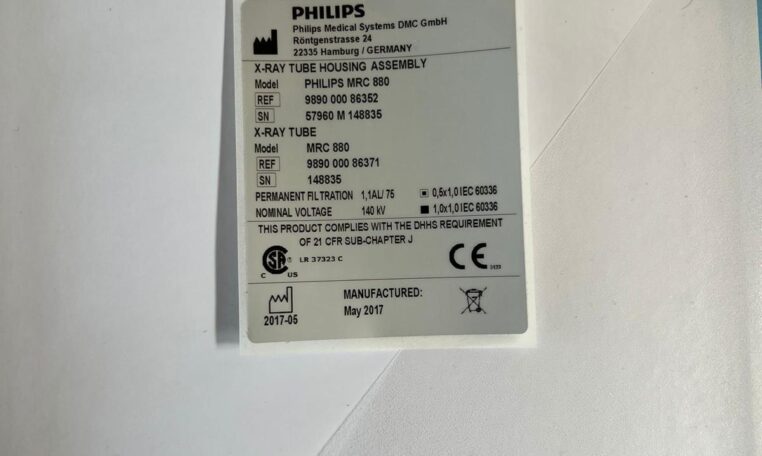 PHILIPS
Philips Medical Systems DMC GmbH
Röntgenstrasse 24
22335 Hamburg / GERMANY
X-RAY TUBE HOUSING ASSEMBLY
Model PHILIPS MRC 880
REF 9890 000 86352
SN 57960 M 148835
X-RAY TUBE
Model MRC 880
REF 9890 000 86371
SN 148835
PERMANENT FILTRATION 1,1AL/ 75 0,5x1,0 IEC 60336
NOMINAL VOLTAGE 140 kV 1,0x1,0 IEC 60336
THIS PRODUCT COMPLIES WITH THE DHHS REQUIREMENT
OF 21 CFR SUB-CHAPTER J
C SA US LR 37323 C CE
MANUFACTURED:
2017-05 May 2017